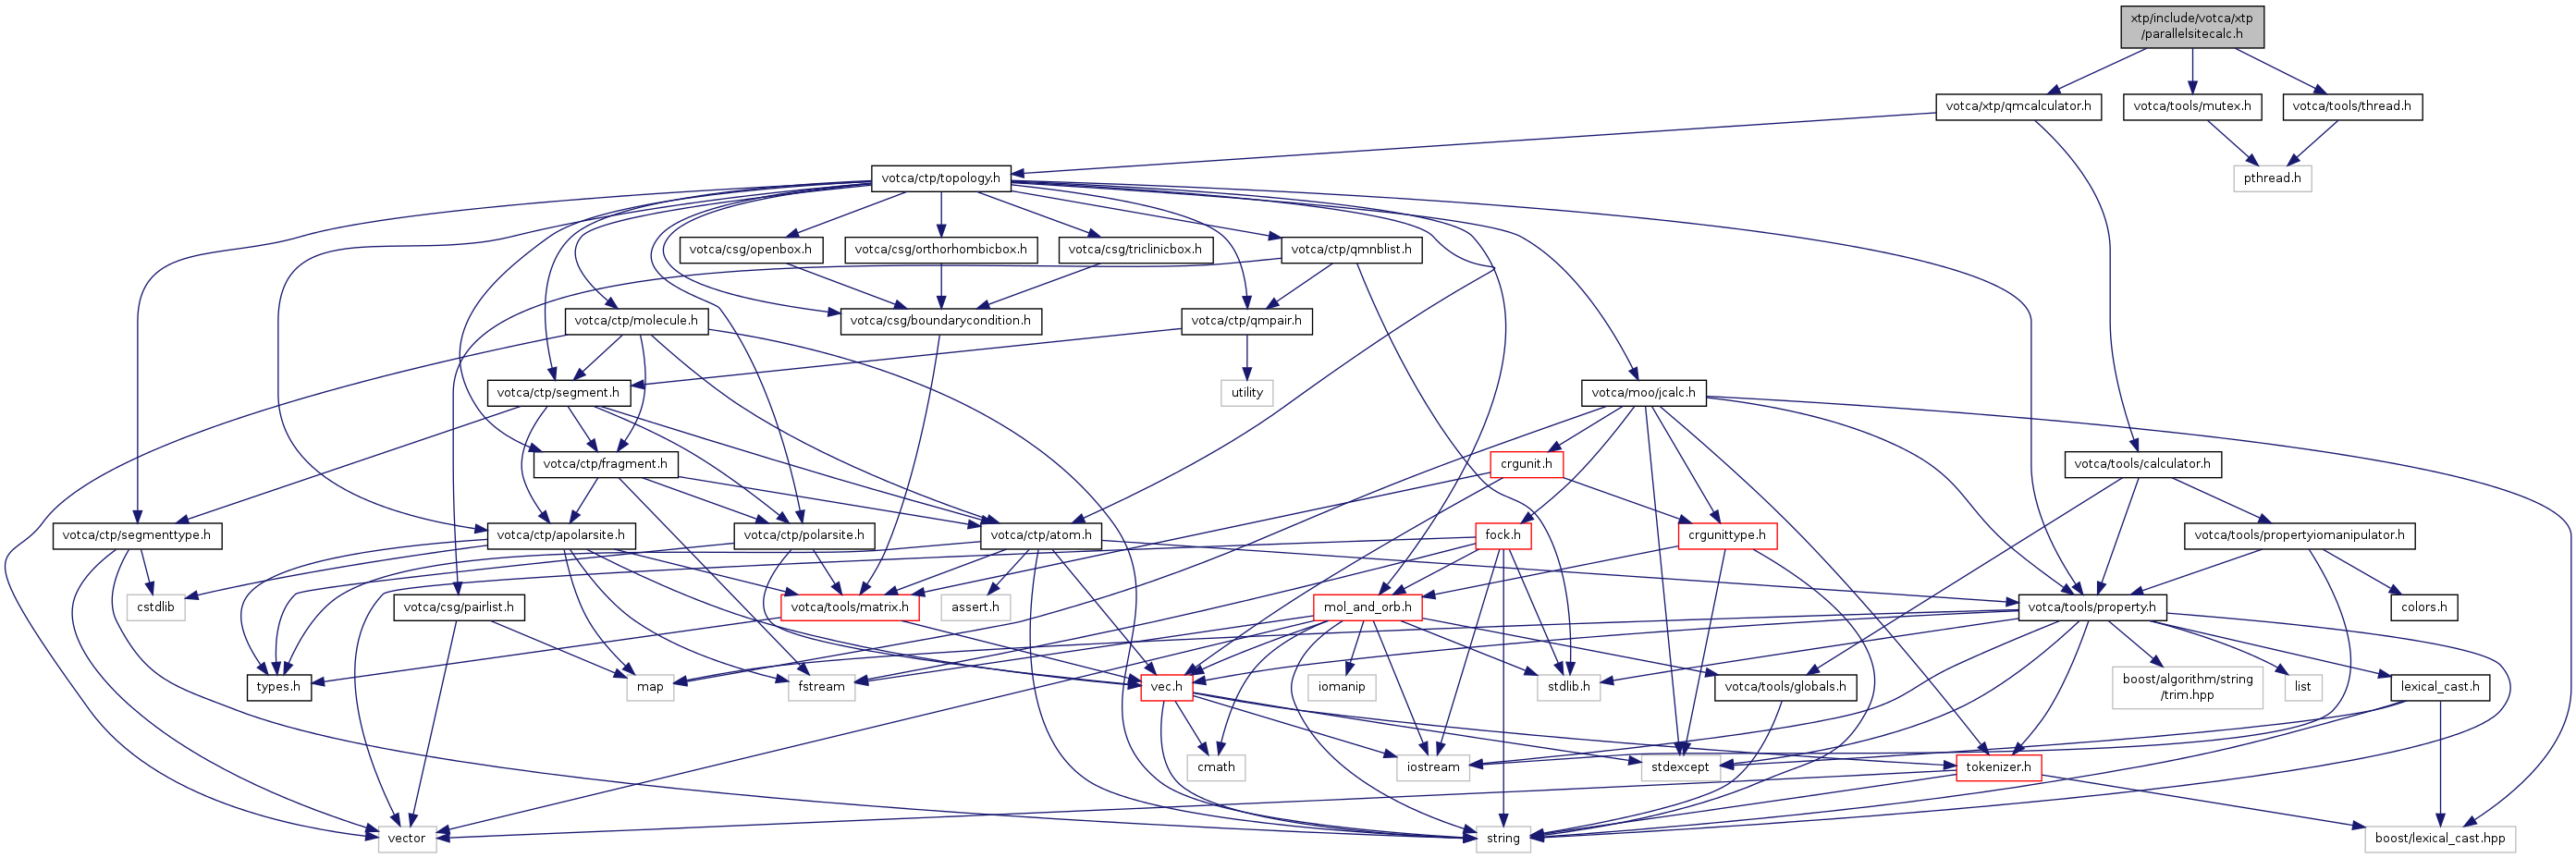 xtp/include/votca/xtp
/parallelsitecalc.h
votca/xtp/qmcalculator.h
votca/tools/mutex.h
votca/tools/thread.h
votca/ctp/topology.h
pthread.h
votca/csg/openbox.h
votca/csg/orthorhombicbox.h
votca/csg/triclinicbox.h
votca/ctp/qmnblist.h
votca/ctp/molecule.h
votca/csg/boundarycondition.h
votca/ctp/qmpair.h
votca/ctp/segment.h
utility
votca/moo/jcalc.h
votca/ctp/fragment.h
crgunit.h
votca/tools/calculator.h
votca/ctp/segmenttype.h
votca/ctp/apolarsite.h
votca/ctp/polarsite.h
votca/ctp/atom.h
fock.h
crgunittype.h
votca/tools/propertyiomanipulator.h
cstdlib
votca/csg/pairlist.h
votca/tools/matrix.h
assert.h
mol_and_orb.h
votca/tools/property.h
colors.h
types.h
map
fstream
vec.h
iomanip
stdlib.h
votca/tools/globals.h
boost/algorithm/string
/trim.hpp
list
lexical_cast.h
cmath
iostream
stdexcept
tokenizer.h
vector
string
boost/lexical_cast.hpp